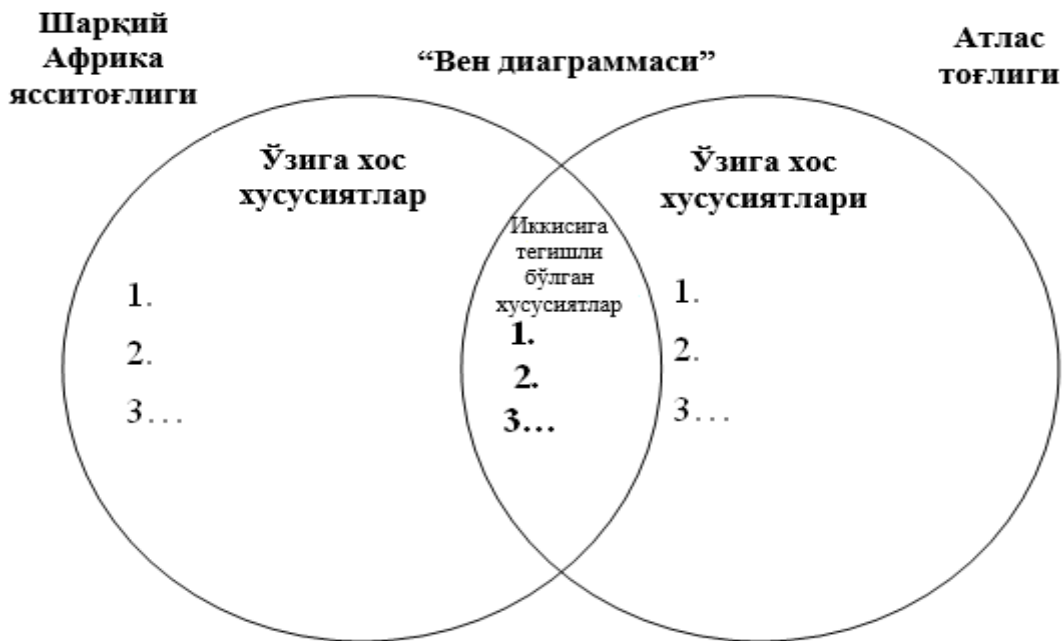 Шарқий
Африка
ясситоғлиги
“Вен диаграммаси”
Атлас
тоғлиги
Ўзига хос
хусусиятлар
1.
2.
3…
Иккисига
тегишли
бўлган
хусусиятлар
1.
2.
3…
Ўзига хос
хусусиятлари
1.
2.
3…